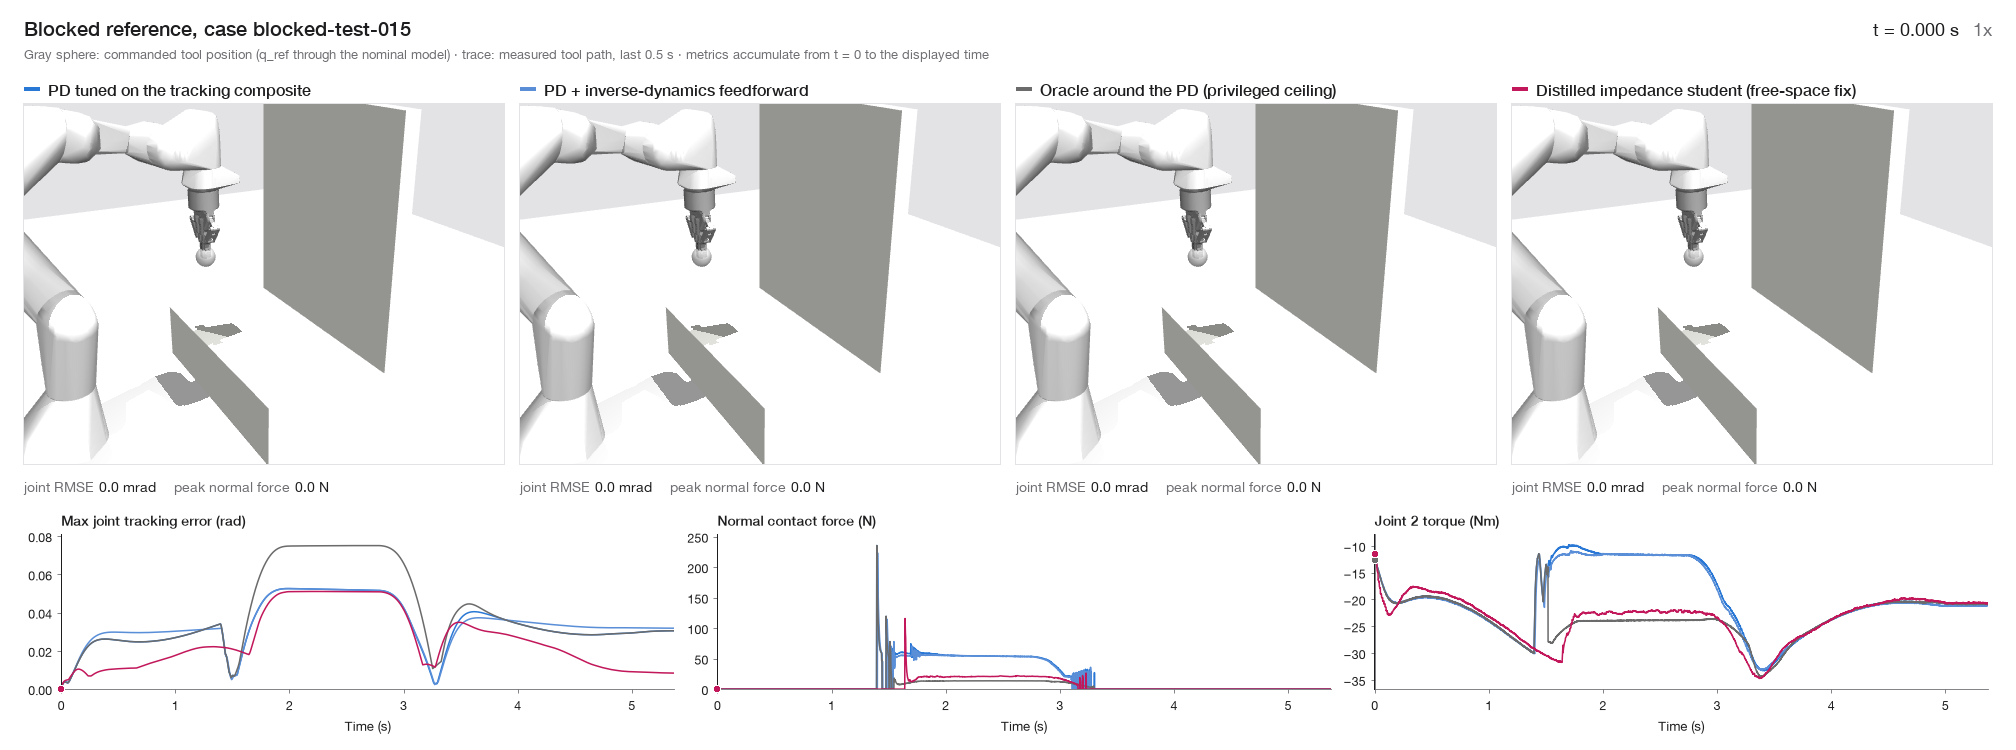 Blocked reference, case blocked-test-015
t = 0.000 s 1x
Gray sphere: commanded tool position (q_ref through the nominal model) · trace: measured tool path, last 0.5 s · metrics accumulate from t = 0 to the displayed time
PD tuned on the tracking composite
PD + inverse-dynamics feedforward
Oracle around the PD (privileged ceiling)
Distilled impedance student (free-space fix)
joint RMSE 0.0 mrad peak normal force 0.0 N
joint RMSE 0.0 mrad peak normal force 0.0 N
joint RMSE 0.0 mrad peak normal force 0.0 N
joint RMSE 0.0 mrad peak normal force 0.0 N
Max joint tracking error (rad)
0.08
0.06
0.04
0.02
0.00
0 1 2 3 4 5
Time (s)
Normal contact force (N)
250
200
150
100
50
0
0 1 2 3 4 5
Time (s)
Joint 2 torque (Nm)
−10
−15
−20
−25
−30
−35
0 1 2 3 4 5
Time (s)